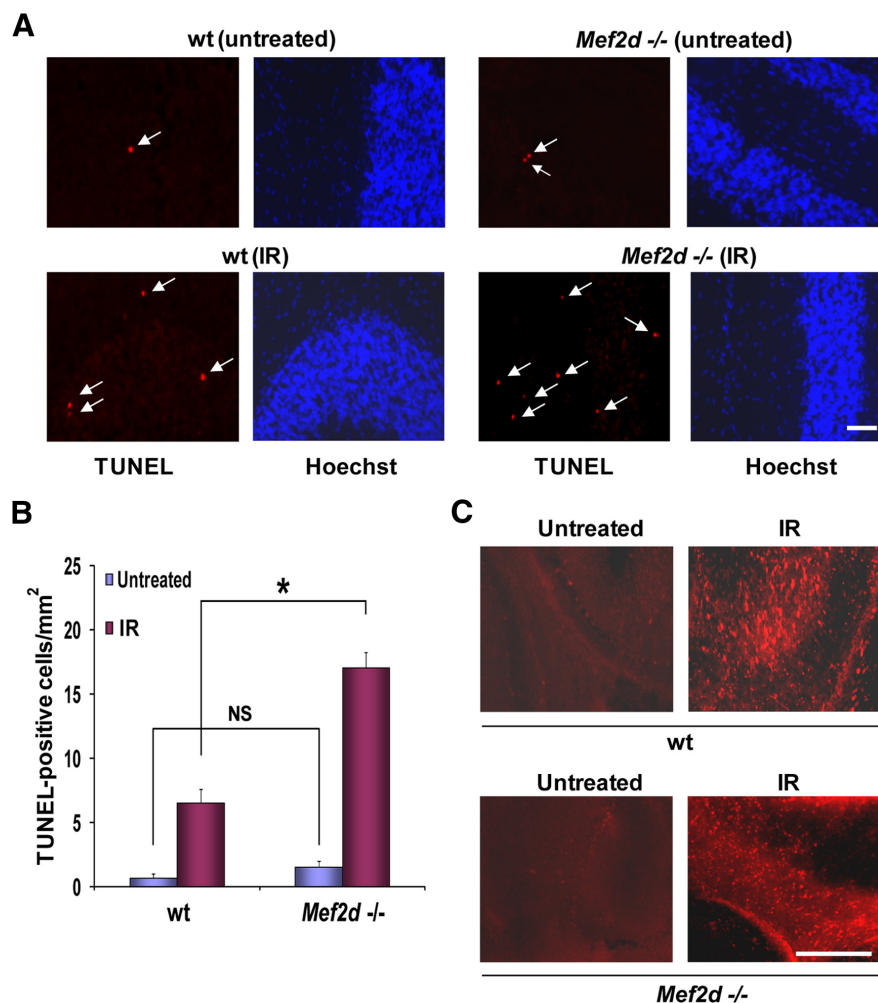 A
wt (untreated)
Mef2d -/- (untreated)
wt (IR)
Mef2d -/- (IR)
TUNEL
Hoechst
TUNEL
Hoechst
B
TUNEL-positive cells/mm²
25
20
15
10
5
0
Untreated
IR
*
NS
wt
Mef2d -/-
C
Untreated
IR
wt
Untreated
IR
Mef2d -/-